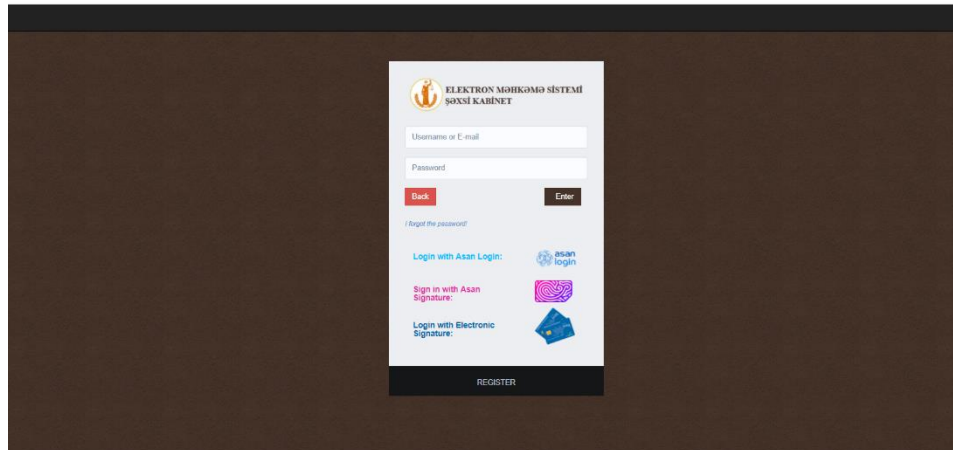 ELEKTRON MƏHKƏMƏ SİSTEMİ
ŞƏXSİ KABİNET
Username or E-mail
Password
Back
Enter
I forgot the password!
Login with Asan Login:
asan
login
Sign in with Asan
Signature:
Login with Electronic
Signature:
REGISTER